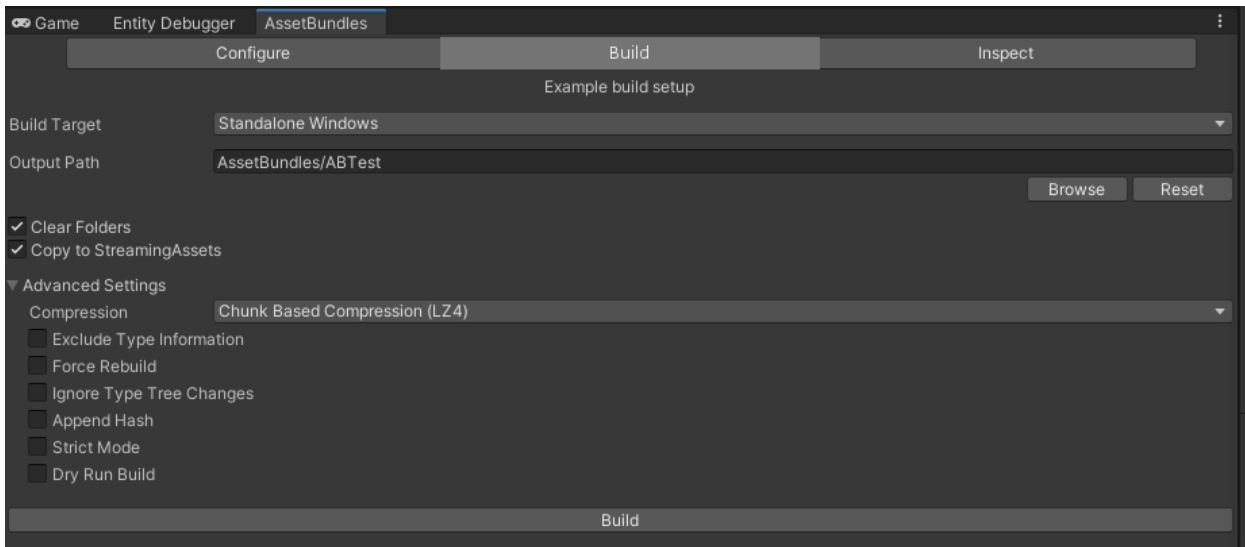 Game Entity Debugger AssetBundles
Configure Build Inspect
Example build setup
Build Target Standalone Windows
Output Path AssetBundles/ABTest
Browse Reset
Clear Folders
Copy to StreamingAssets
Advanced Settings
Compression Chunk Based Compression (LZ4)
Exclude Type Information
Force Rebuild
Ignore Type Tree Changes
Append Hash
Strict Mode
Dry Run Build
Build